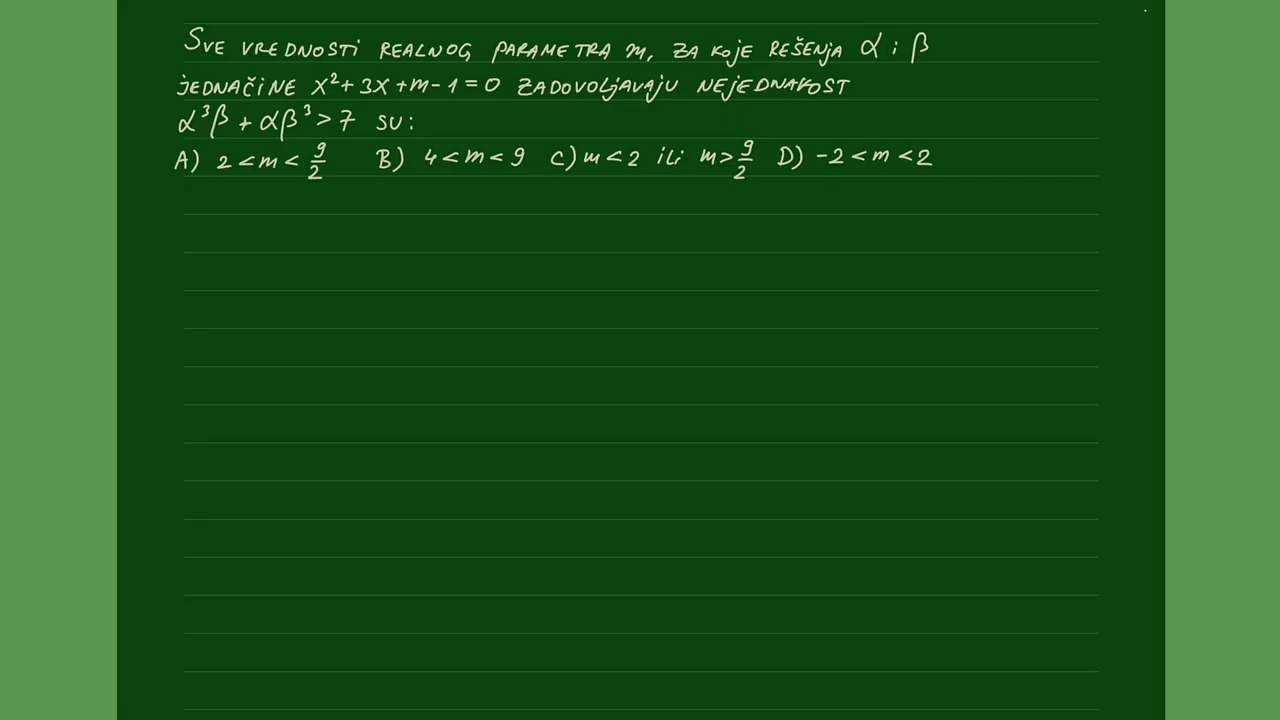 SVE VREDNOSTI REALNOG PARAMETRA m, ZA KOJE REŠENJA α i β
JEDNAČINE x² + 3x + m - 1 = 0 ZADOVOLJAVAJU NEJEDNAKOST
α³β + αβ³ > 7 SU:
A) 2 < m < 9/2 B) 4 < m < 9 C) m < 2 ili m > 9/2 D) -2 < m < 2